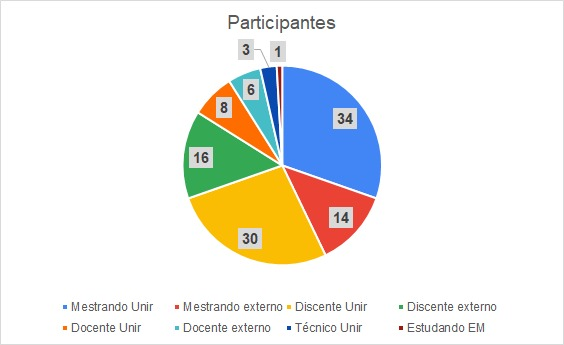 Participantes
3 1
6
8
34
16
14
30
Mestrando Unir Mestrando externo Discente Unir Discente externo
Docente Unir Docente externo Técnico Unir Estudando EM